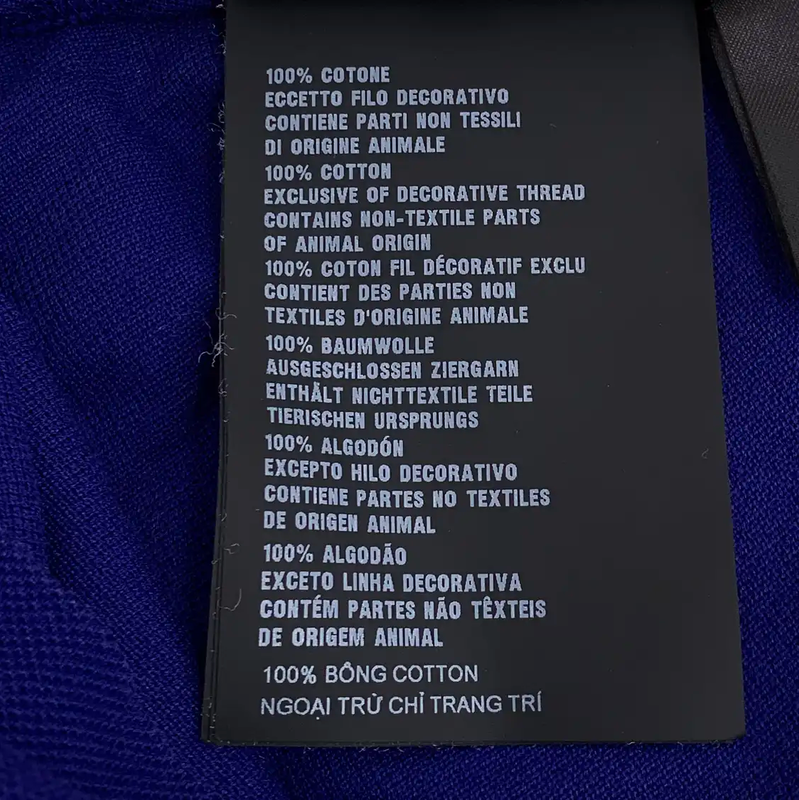 100% COTONE
ECCETTO FILO DECORATIVO
CONTIENE PARTI NON TESSILI
DI ORIGINE ANIMALE
100% COTTON
EXCLUSIVE OF DECORATIVE THREAD
CONTAINS NON-TEXTILE PARTS
OF ANIMAL ORIGIN
100% COTON FIL DÉCORATIF EXCLU
CONTIENT DES PARTIES NON
TEXTILES D'ORIGINE ANIMALE
100% BAUMWOLLE
AUSGESCHLOSSEN ZIERGARN
ENTHÄLT NICHTTEXTILE TEILE
TIERISCHEN URSPRUNGS
100% ALGODÓN
EXCEPTO HILO DECORATIVO
CONTIENE PARTES NO TEXTILES
DE ORIGEN ANIMAL
100% ALGODÃO
EXCETO LINHA DECORATIVA
CONTÉM PARTES NÃO TÊXTEIS
DE ORIGEM ANIMAL
100% BÔNG COTTON
NGOẠI TRỪ CHỈ TRANG TRÍ